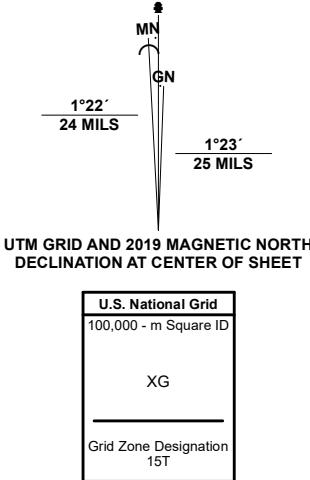 MN
GN
1°22´
24 MILS
1°23´
25 MILS
UTM GRID AND 2019 MAGNETIC NORTH
DECLINATION AT CENTER OF SHEET
U.S. National Grid
100,000 - m Square ID
XG
Grid Zone Designation
15T